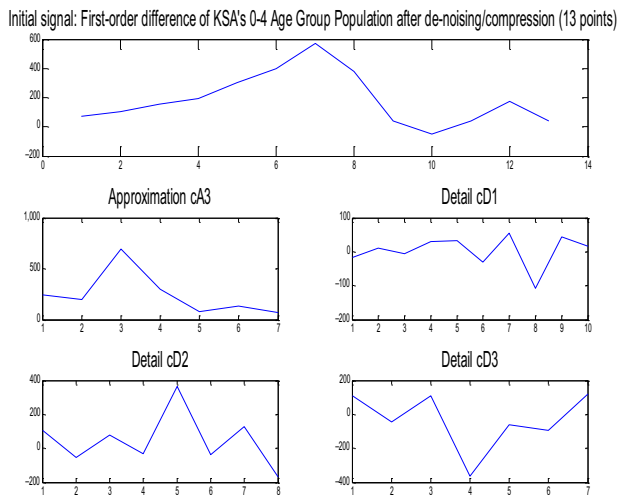 Initial signal: First-order difference of KSA's 0-4 Age Group Population after de-noising/compression (13 points)
600
400
200
0
−200
0 2 4 6 8 10 12 14
Approximation cA3
1,000
500
0
1 2 3 4 5 6 7
Detail cD1
100
0
−100
−200
1 2 3 4 5 6 7 8 9 10
Detail cD2
400
200
0
−200
1 2 3 4 5 6 7 8
Detail cD3
200
0
−200
−400
1 2 3 4 5 6 7